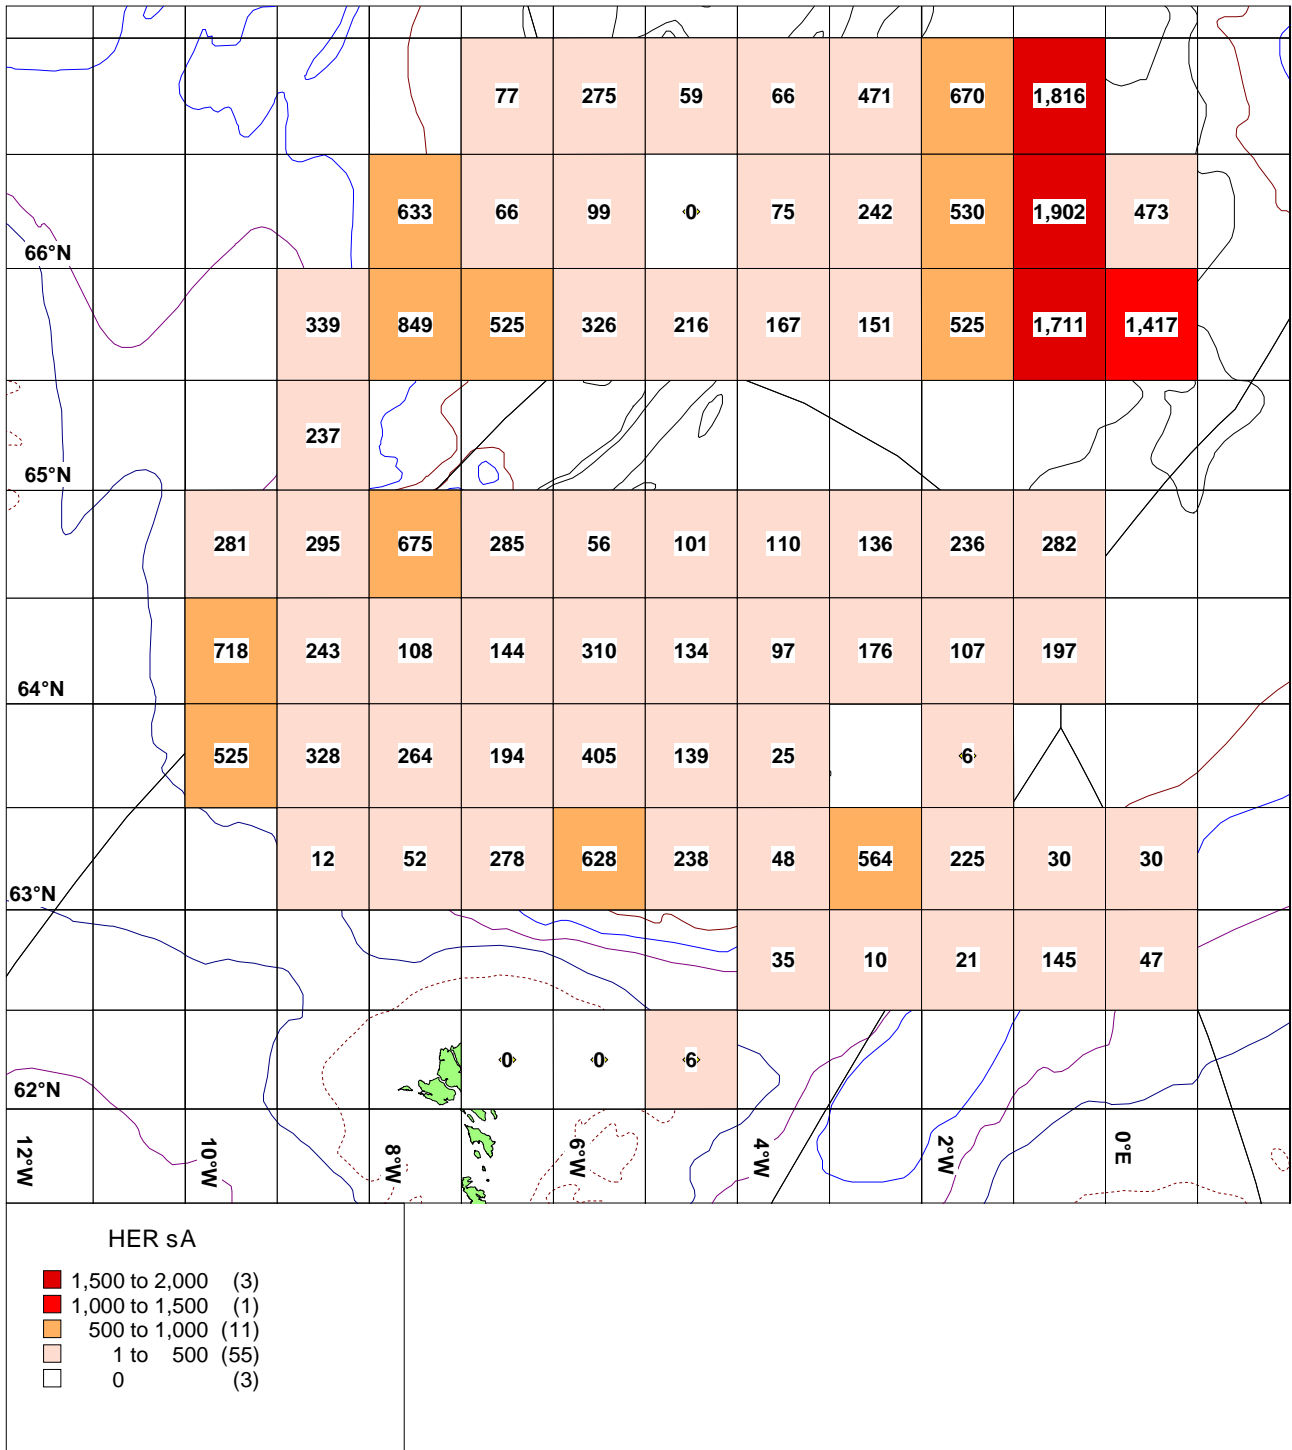 77 275 59 66 471 670 1,816
633 66 99 0 75 242 530 1,902 473
66°N
339 849 525 326 216 167 151 525 1,711 1,417
237
65°N
281 295 675 285 56 101 110 136 236 282
718 243 108 144 310 134 97 176 107 197
64°N
525 328 264 194 405 139 25 6
12 52 278 628 238 48 564 225 30 30
63°N
35 10 21 145 47
0 0 6
62°N
12°W 10°W 8°W 6°W 4°W 2°W 0°E
HER sA
1,500 to 2,000 (3)
1,000 to 1,500 (1)
500 to 1,000 (11)
1 to 500 (55)
0 (3)